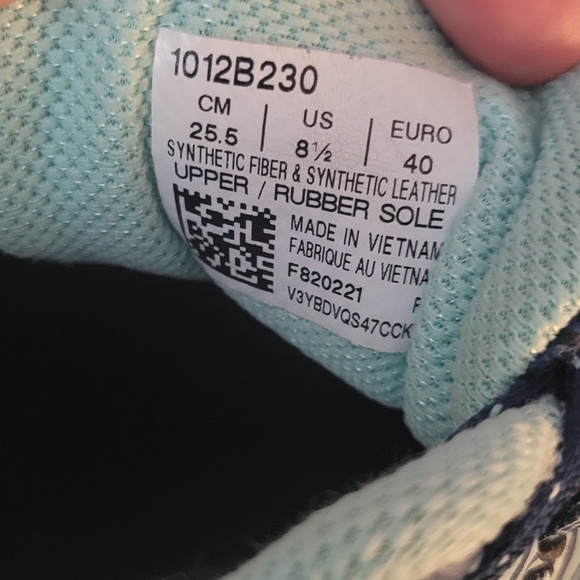 1012B230
CM | US | EURO
25.5 | 8½ | 40
SYNTHETIC FIBER & SYNTHETIC LEATHER
UPPER / RUBBER SOLE
MADE IN VIETNAM
FABRIQUE AU VIETNA
F820221
V3YBDVQS47CCK